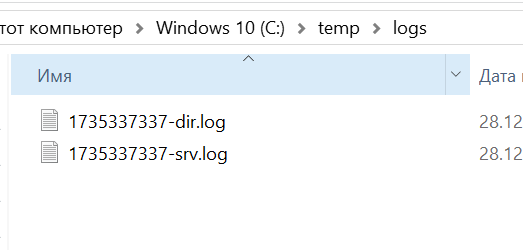 тот компьютер > Windows 10 (C:) > temp > logs
Имя Дата
1735337337-dir.log 28.12
1735337337-srv.log 28.12